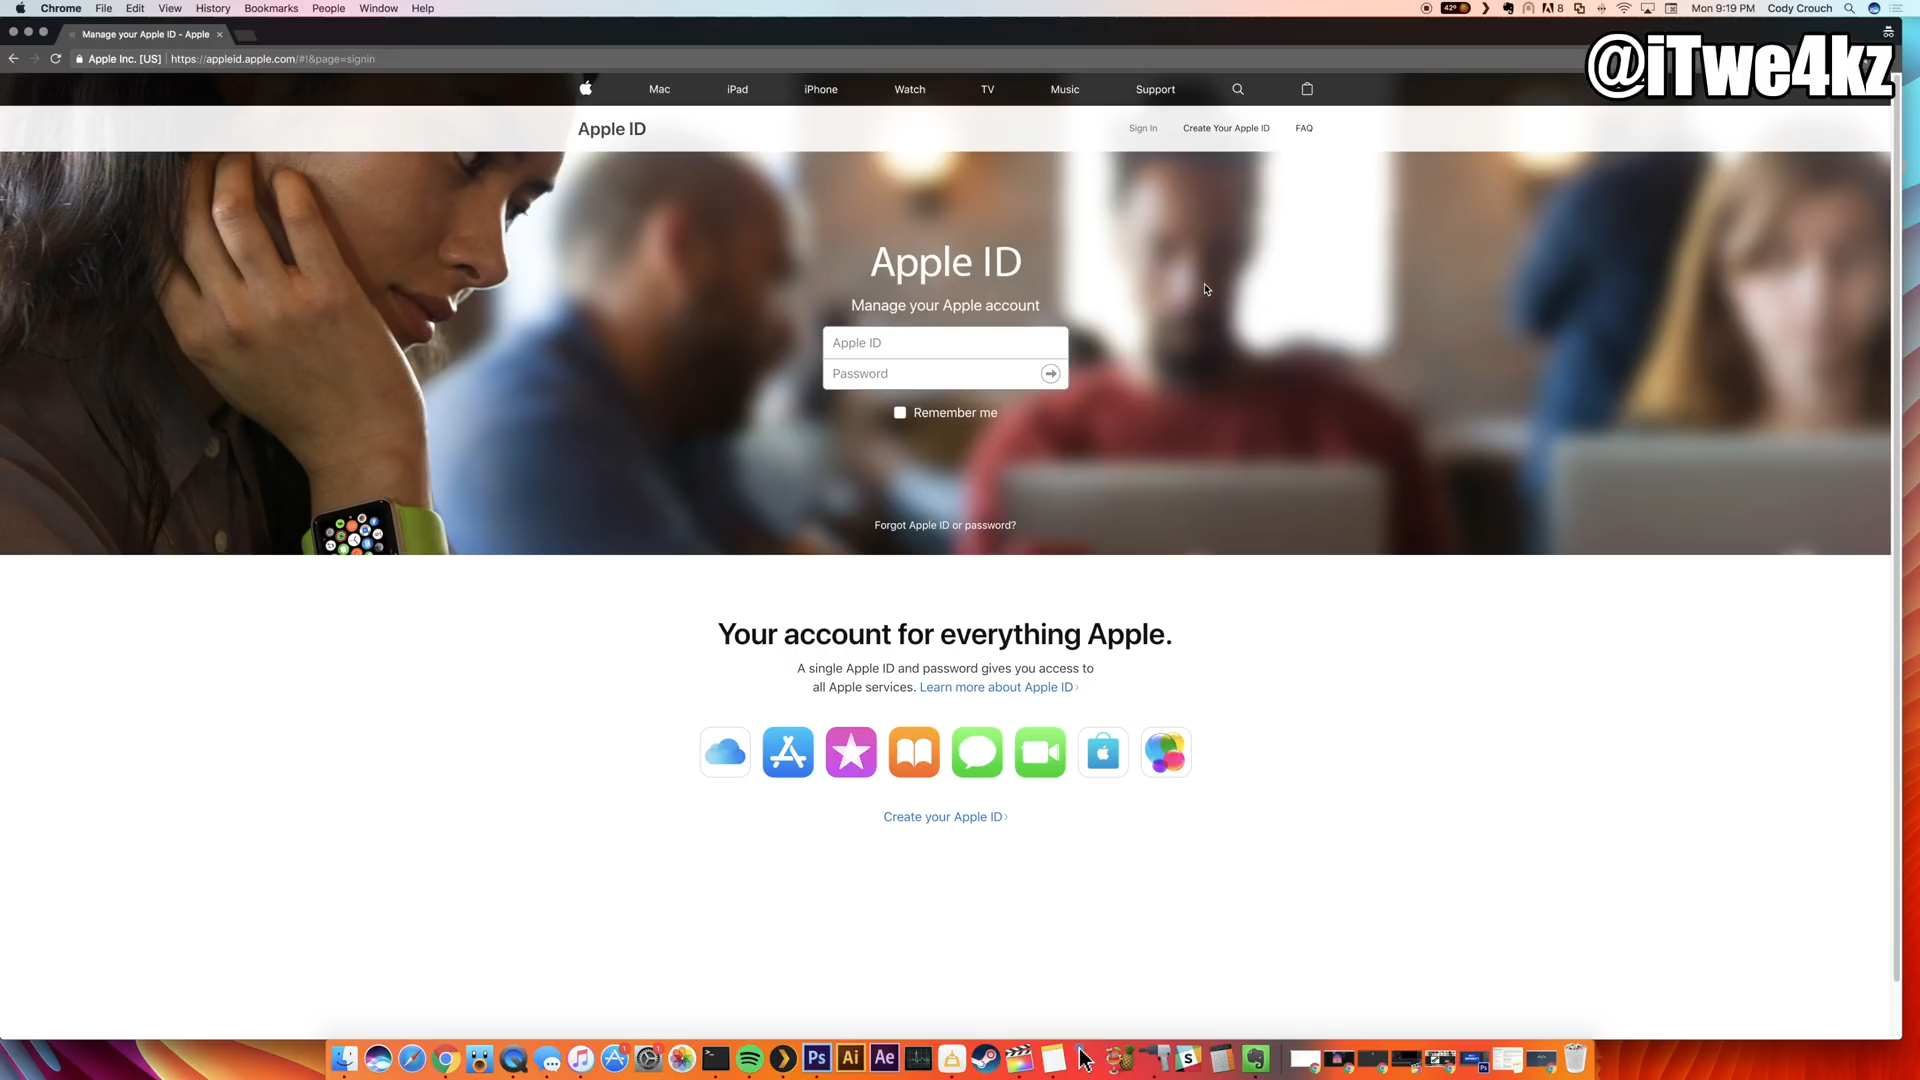 Chrome File Edit View History Bookmarks People Window Help
42° 8 Mon 9:19 PM Cody Crouch
Manage your Apple ID - Apple
@iTwe4kz
Apple Inc. [US] https://appleid.apple.com/#!&page=signin
Mac iPad iPhone Watch TV Music Support
Apple ID Sign In Create Your Apple ID FAQ
Apple ID
Manage your Apple account
Apple ID
Password
Remember me
Forgot Apple ID or password?
Your account for everything Apple.
A single Apple ID and password gives you access to
all Apple services. Learn more about Apple ID
Create your Apple ID
Ps Ai Ae S